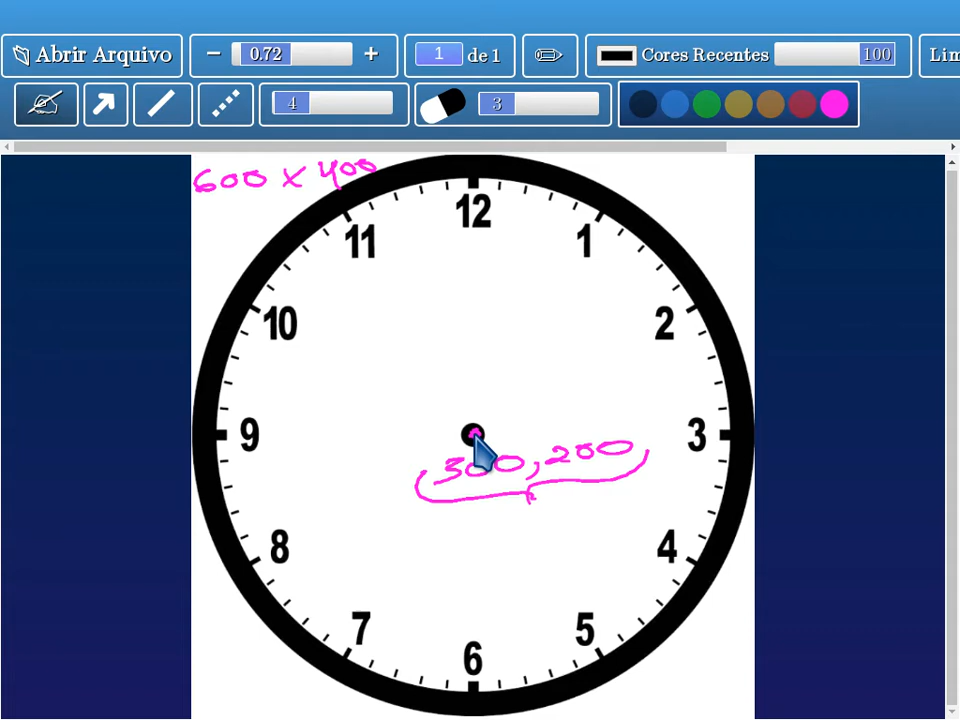 Abrir Arquivo
− 0.72 +
1 de 1
Cores Recentes 100
Lim
4
3
600 x 400
12
11
1
10
2
9
3
300,200
8
4
7
5
6